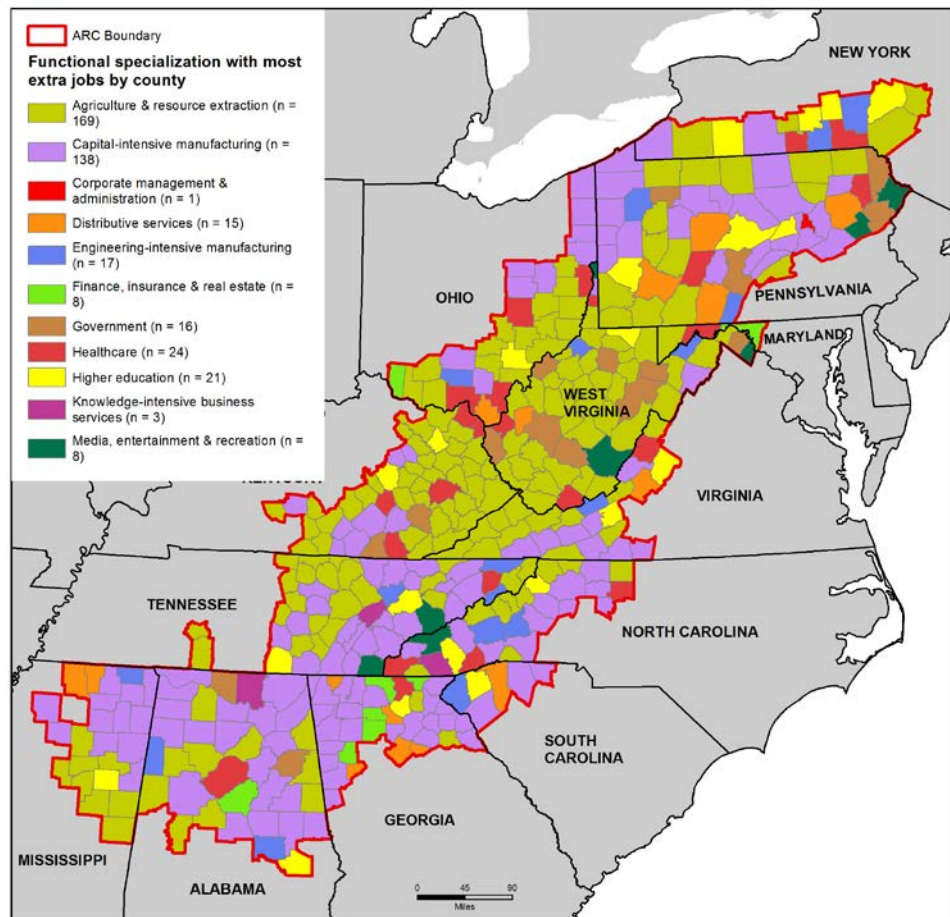 ARC Boundary
Functional specialization with most
extra jobs by county
Agriculture & resource extraction (n =
169)
Capital-intensive manufacturing (n =
138)
Corporate management &
administration (n = 1)
Distributive services (n = 15)
Engineering-intensive manufacturing
(n = 17)
Finance, insurance & real estate (n =
8)
Government (n = 16)
Healthcare (n = 24)
Higher education (n = 21)
Knowledge-intensive business
services (n = 3)
Media, entertainment & recreation (n =
8)
NEW YORK
PENNSYLVANIA
OHIO
MARYLAND
WEST
VIRGINIA
KENTUCKY
VIRGINIA
TENNESSEE
NORTH CAROLINA
SOUTH
CAROLINA
GEORGIA
MISSISSIPPI
ALABAMA
0 45 90
Miles